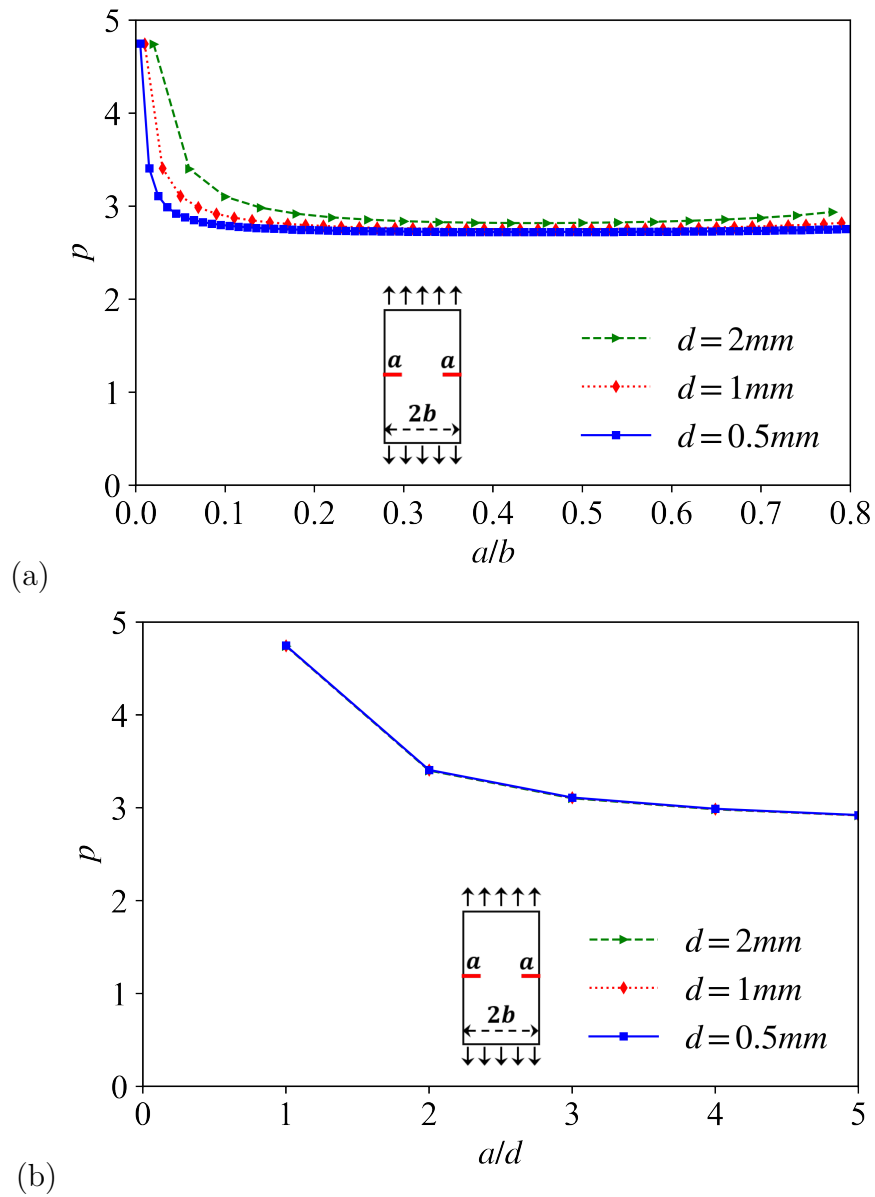 5
4
3
2
1
0
p
a a
2b
d = 2mm
d = 1mm
d = 0.5mm
0.0 0.1 0.2 0.3 0.4 0.5 0.6 0.7 0.8
a/b
(a)
5
4
3
2
1
0
p
a a
2b
d = 2mm
d = 1mm
d = 0.5mm
0 1 2 3 4 5
a/d
(b)